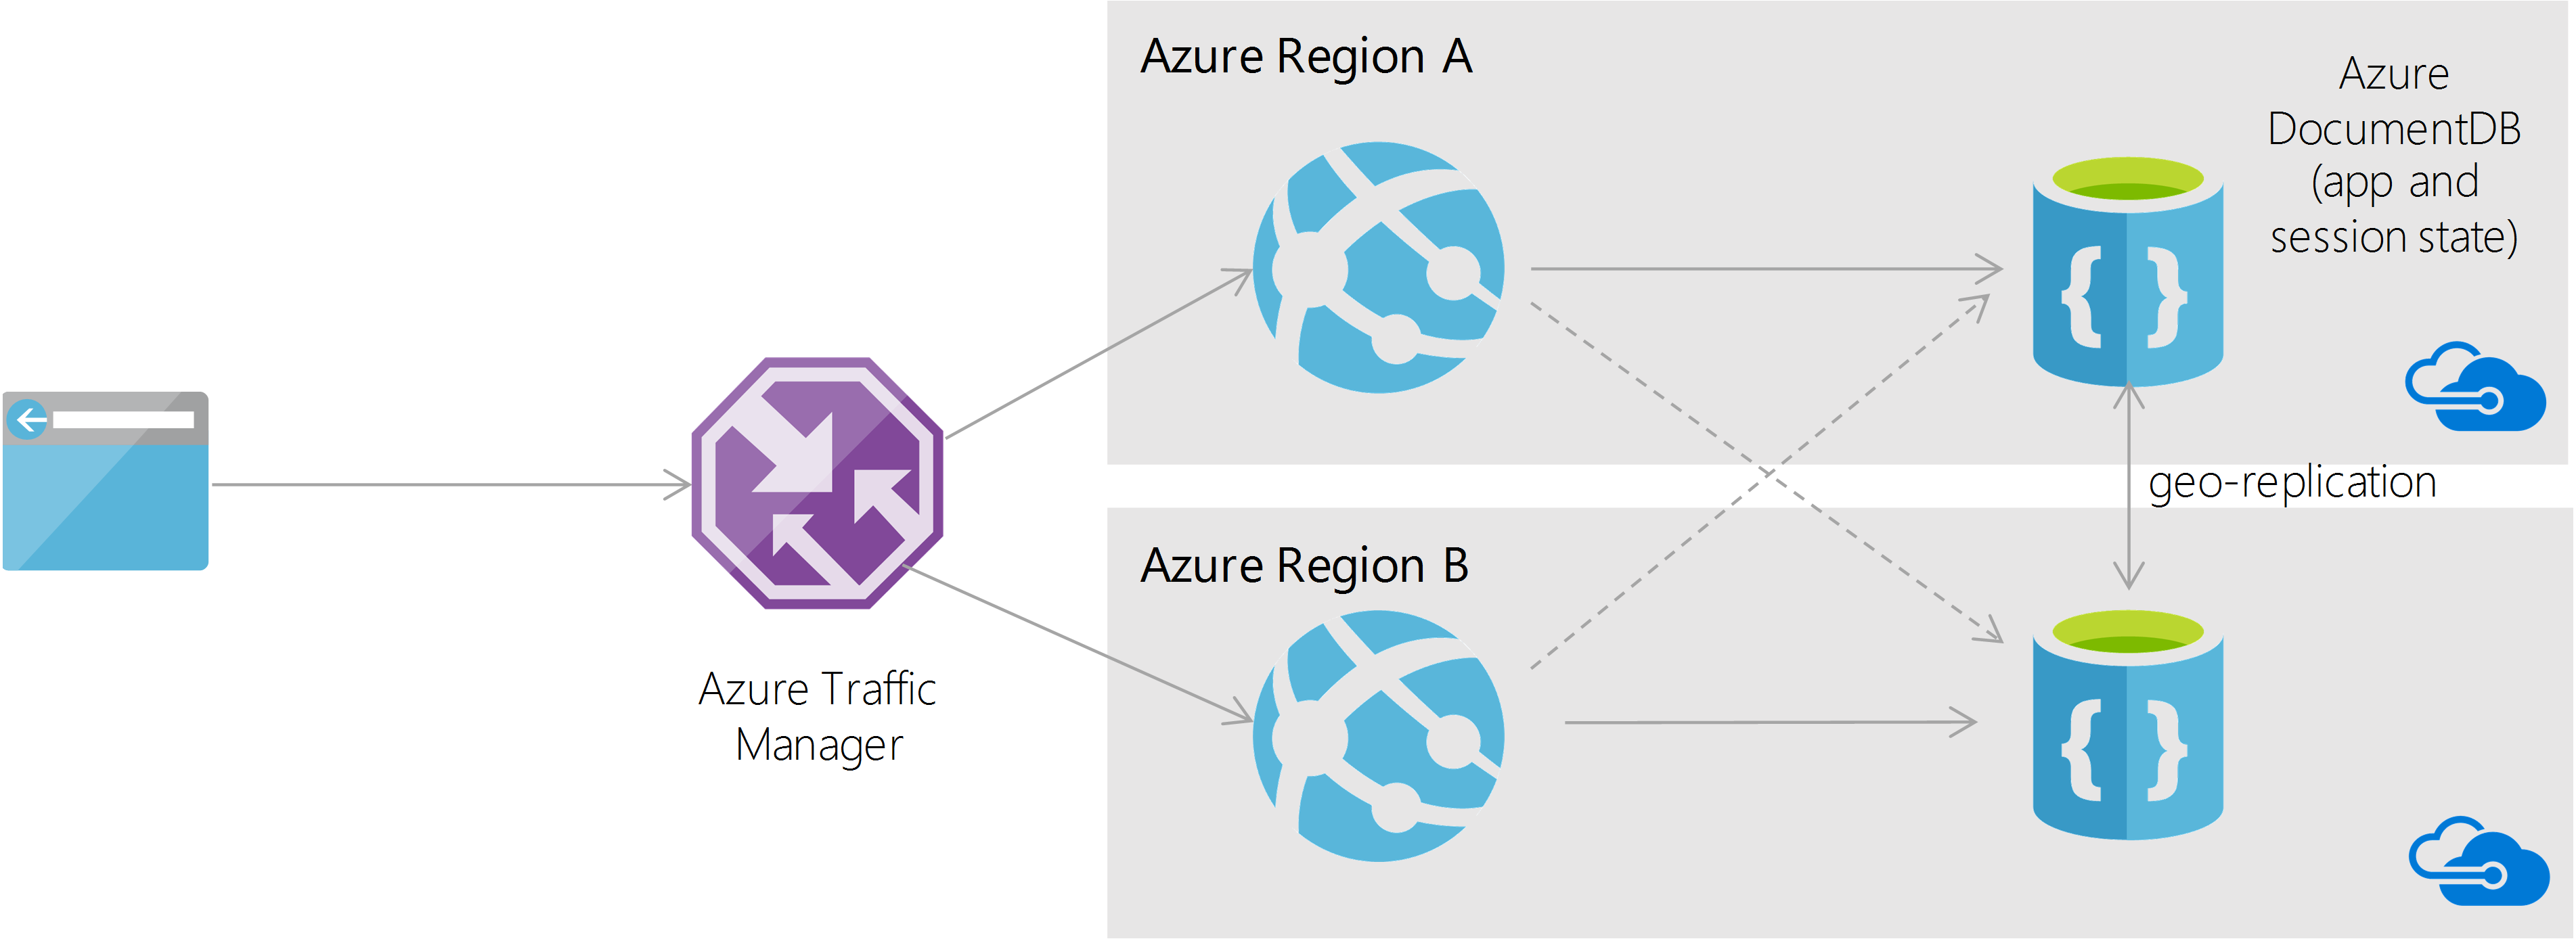 Azure Region A
Azure
DocumentDB
(app and
session state)
geo-replication
Azure Region B
Azure Traffic
Manager